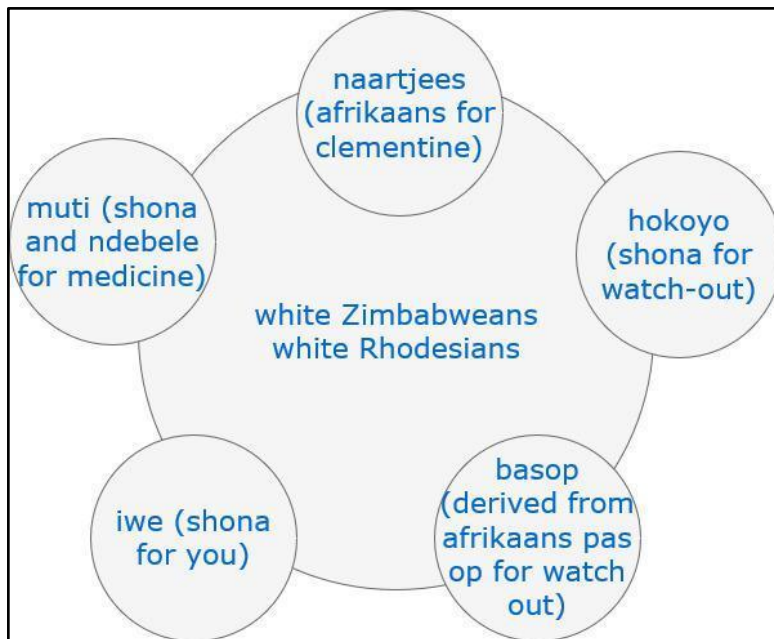 naartjees
(afrikaans for
clementine)
muti (shona
and ndebele
for medicine)
hokoyo
(shona for
watch-out)
white Zimbabweans
white Rhodesians
iwe (shona
for you)
basop
(derived from
afrikaans pas
op for watch
out)